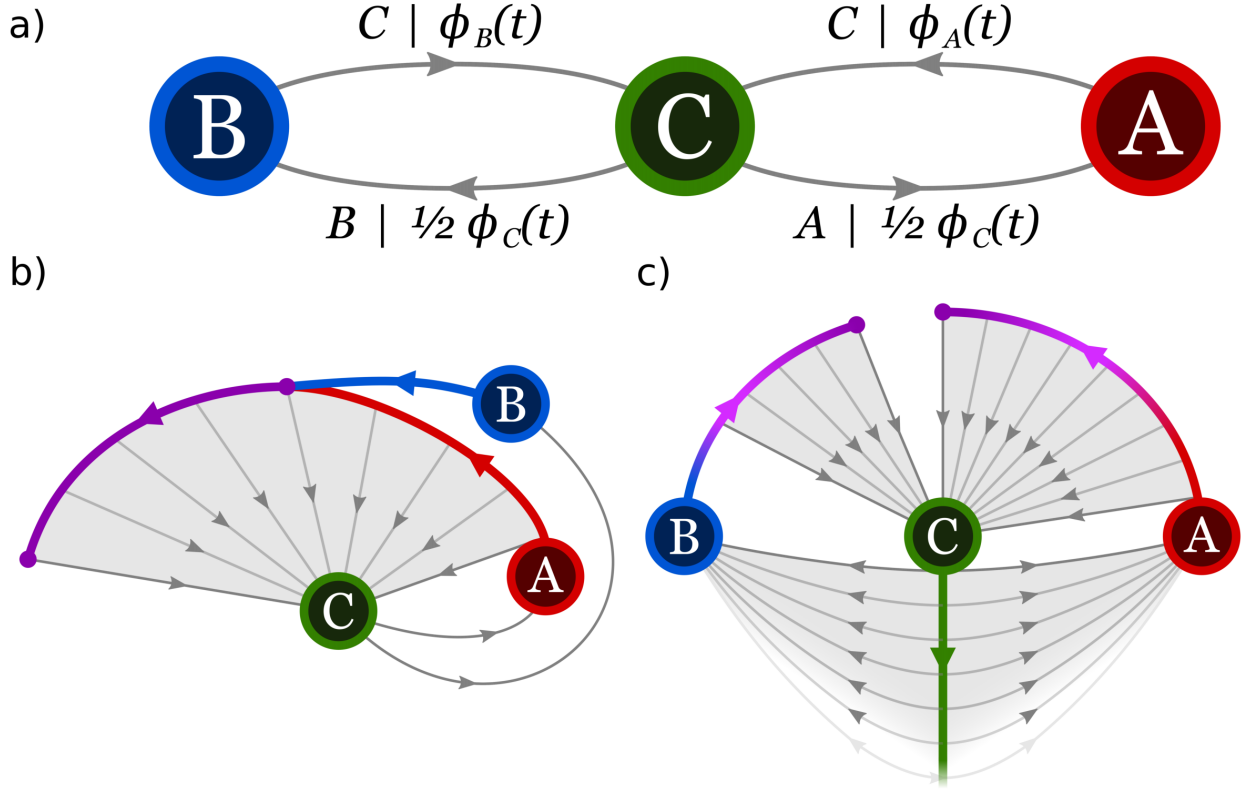 a)
C | ϕ_B(t)
C | ϕ_A(t)
B
C
A
B | ½ ϕ_C(t)
A | ½ ϕ_C(t)
b)
c)
B
C
A
B
C
A